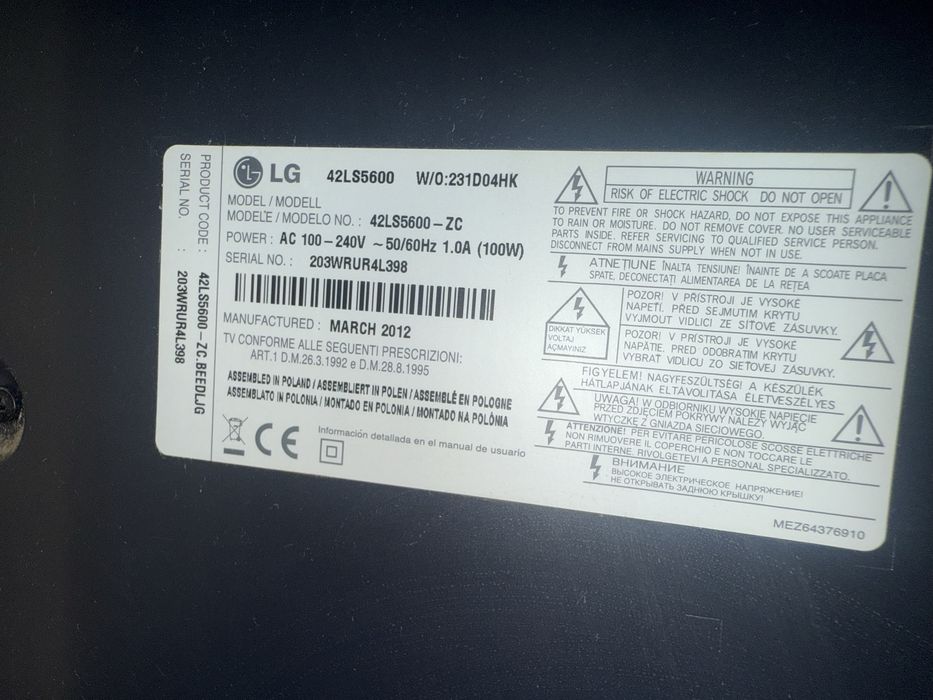 PRODUCT CODE : 42LS5600-ZC.BEEDLJG
SERIAL NO. : 203WRUR4L398
LG 42LS5600 W/O:231D04HK
MODEL / MODELL
MODELE / MODELO NO. : 42LS5600-ZC
POWER : AC 100-240V ~50/60Hz 1.0A (100W)
SERIAL NO. : 203WRUR4L398
MANUFACTURED : MARCH 2012
TV CONFORME ALLE SEGUENTI PRESCRIZIONI:
ART.1 D.M.26.3.1992 e D.M.28.8.1995
ASSEMBLED IN POLAND / ASSEMBLIERT IN POLEN / ASSEMBLÉ EN POLOGNE
ASSEMBLATO IN POLONIA / MONTADO EN POLONIA / MONTADO NA POLÓNIA
CE
Información detallada en el manual de usuario
WARNING
RISK OF ELECTRIC SHOCK DO NOT OPEN
TO PREVENT FIRE OR SHOCK HAZARD, DO NOT EXPOSE THIS APPLIANCE
TO RAIN OR MOISTURE. DO NOT REMOVE COVER. NO USER SERVICEABLE
PARTS INSIDE. REFER SERVICING TO QUALIFIED SERVICE PERSON.
DISCONNECT FROM MAINS SUPPLY WHEN NOT IN USE.
ATNEŢIUNE ÎNALTA TENSIUNE! ÎNAINTE DE A SCOATE PLACA
SPATE, DECONECTAŢI ALIMENTAREA DE LA REŢEA
DIKKAT YÜKSEK
VOLTAJ
AÇMAYINIZ
POZOR! V PŘÍSTROJI JE VYSOKÉ
NAPĚTÍ. PŘED SEJMUTIM KRYTU
VYJMOUT VIDLICI ZE SÍŤOVÉ ZÁSUVKY.
POZOR! V PRÍSTROJI JE VYSOKÉ
NAPÄTIE. PRED ODOBRATIM KRYTU
VYBRAT VIDLICU ZO SIEŤOVEJ ZÁSUVKY.
FIGYELEM! NAGYFESZÜLTSÉGI A KÉSZÜLÉK
HÁTLAPJÁNAK ELTÁVOLITÁSA ÉLETVESZÉLYES
UWAGA! W ODBIORNIKU WYSOKIE NAPIĘCIE
PRZED ZDJĘCIEM POKRYWY NALEŻY WYJĄĆ
WTYCZKĘ Z GNIAZDA SIECIOWEGO.
ATTENZIONE! PER EVITARE PERICOLOSE SCOSSE ELETTRICHE
NON RIMUOVERE IL COPERCHIO E NON TOCCARE LE
PARTI INTERNE, RIVOLGETEVI A PERSONAL SPECIALIZZATO.
ВНИМАНИЕ
ВЫСОКОЕ ЭЛЕКТРИЧЕСКОЕ НАПРЯЖЕНИЕ!
НЕ ОТКРЫВАТЬ ЗАДНЮЮ КРЫШКУ!
MEZ64376910